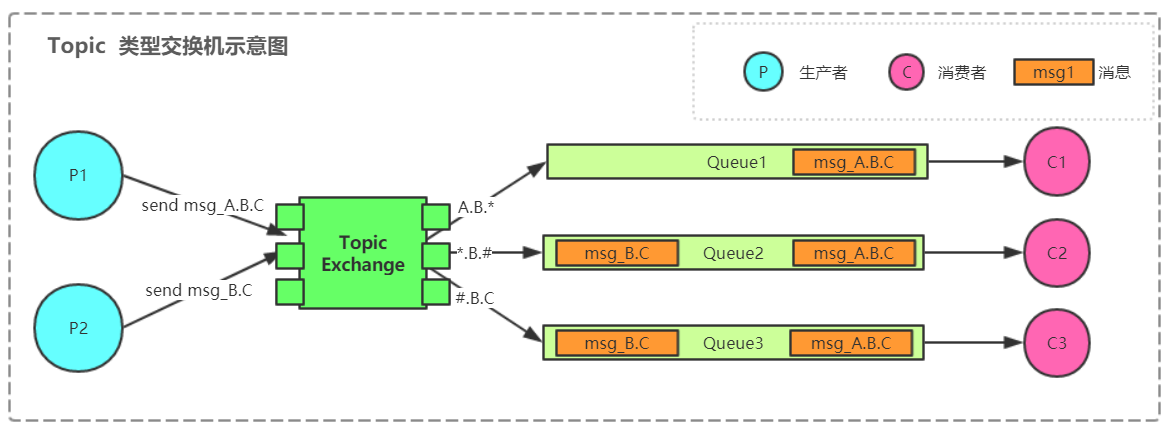 Topic 类型交换机示意图
P 生产者 C 消费者 msg1 消息
P1
send msg_A.B.C
P2
send msg_B.C
Topic
Exchange
A.B.*
*.B.#
#.B.C
Queue1 msg_A.B.C
C1
msg_B.C Queue2 msg_A.B.C
C2
msg_B.C Queue3 msg_A.B.C
C3